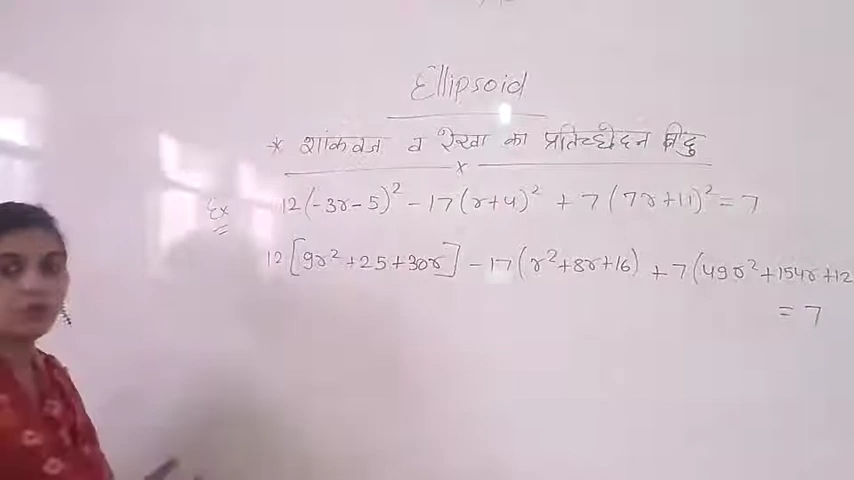 Ellipsoid
* शांकवज व रेखा का प्रतिच्छेदन बिंदु
x
Ex 12(-3r-5)² - 17(r+4)² + 7(7r+11)² = 7
12[9r²+25+30r] - 17(r²+8r+16) + 7(49r²+154r+12
= 7